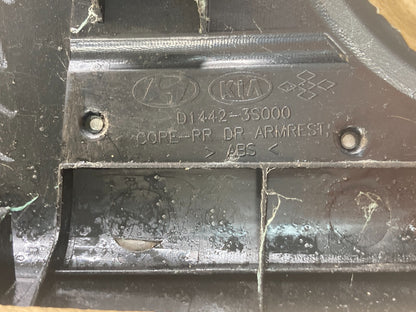 KIA
D1442-3S000
CORE-RR DR ARMREST,
> ABS <